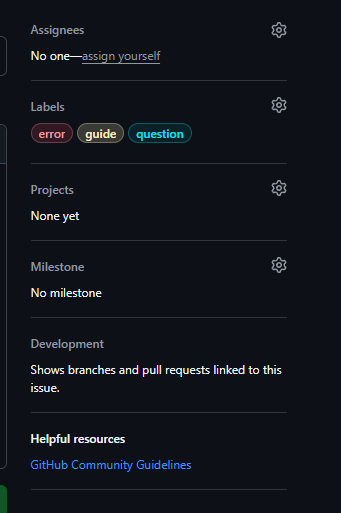 Assignees
No one—assign yourself
Labels
error guide question
Projects
None yet
Milestone
No milestone
Development
Shows branches and pull requests linked to this
issue.
Helpful resources
GitHub Community Guidelines